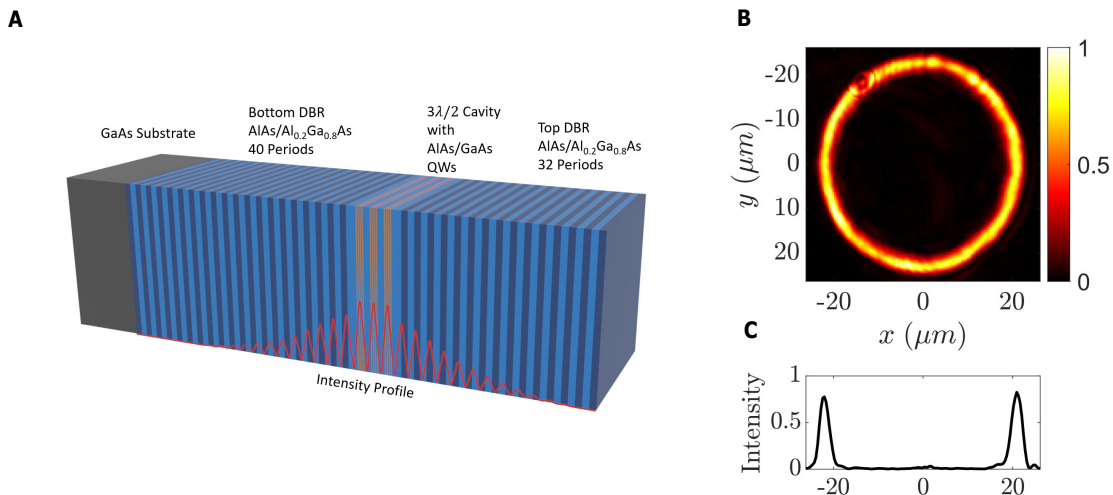 A
GaAs Substrate
Bottom DBR
AlAs/Al₀.₂Ga₀.₈As
40 Periods
3λ/2 Cavity
with
AlAs/GaAs
QWs
Top DBR
AlAs/Al₀.₂Ga₀.₈As
32 Periods
Intensity Profile
B
-20
-10
0
10
20
y (μm)
-20 0 20
x (μm)
1
0.5
0
C
Intensity
1
0.5
0
-20 0 20